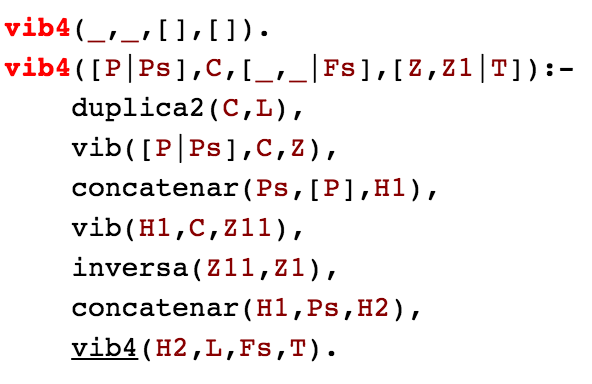 vib4(_,_,[],[]).
vib4([P|Ps],C,[_,_|Fs],[Z,Z1|T]):-
    duplica2(C,L),
    vib([P|Ps],C,Z),
    concatenar(Ps,[P],H1),
    vib(H1,C,Z11),
    inversa(Z11,Z1),
    concatenar(H1,Ps,H2),
    vib4(H2,L,Fs,T).